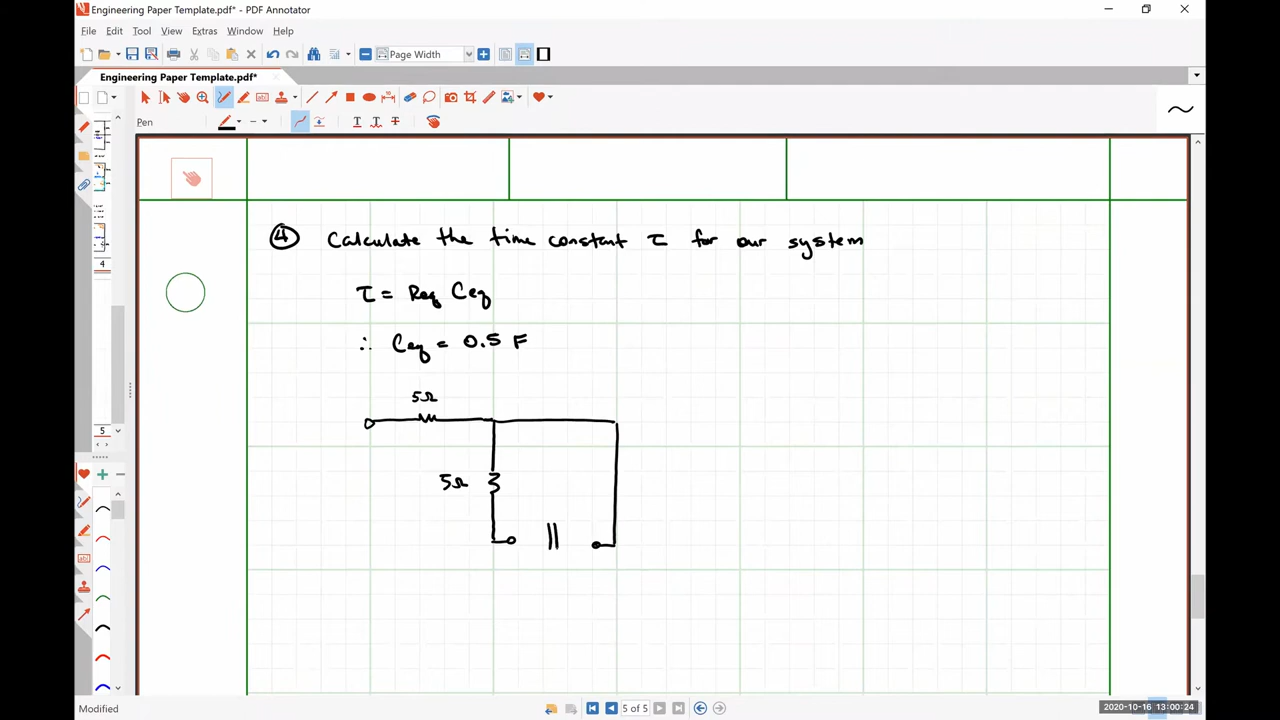 Engineering Paper Template.pdf* - PDF Annotator
File Edit Tool View Extras Window Help
Page Width
Engineering Paper Template.pdf*
Pen
④ Calculate the time constant τ for our system
τ = Req Ceq
∴ Ceq = 0.5 F
5Ω
5Ω
4
5
5 of 5
Modified
2020-10-16 13:00:24